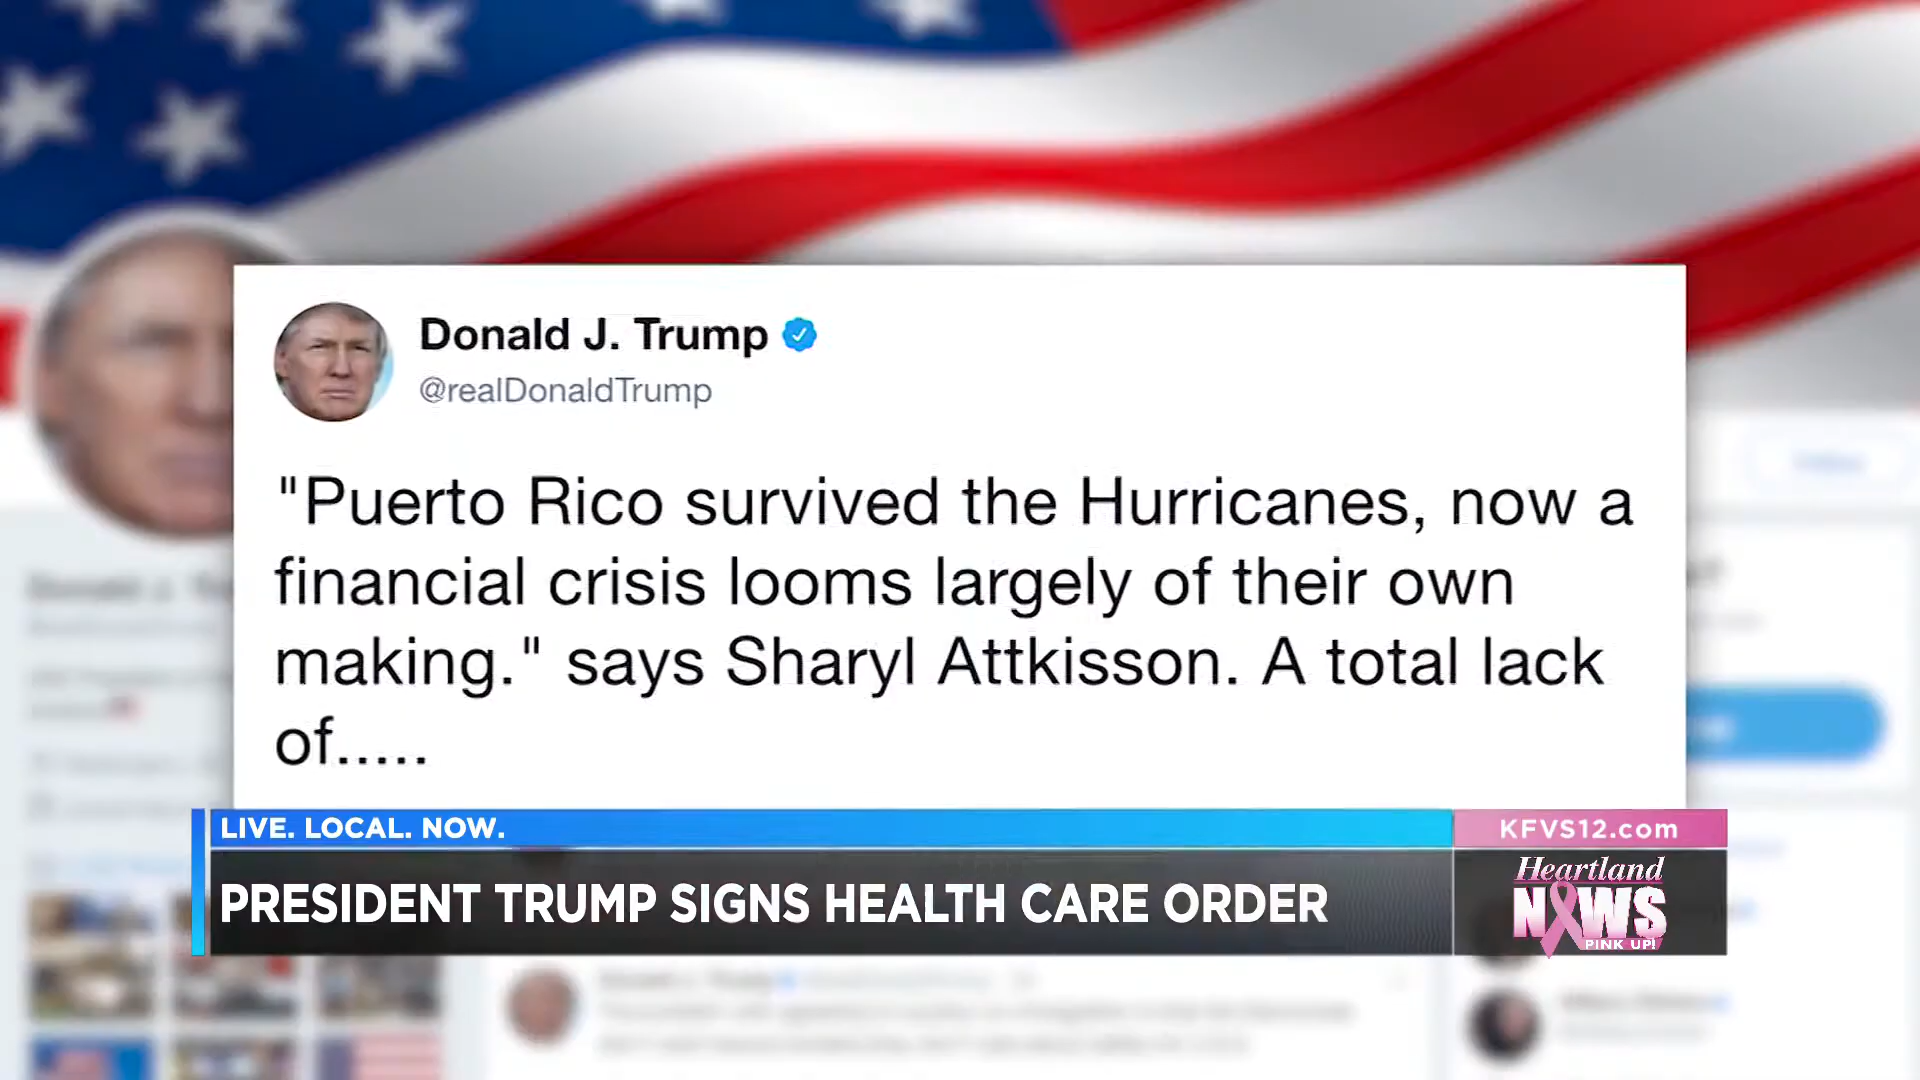 Donald J. Trump
@realDonaldTrump
"Puerto Rico survived the Hurricanes, now a
financial crisis looms largely of their own
making." says Sharyl Attkisson. A total lack
of.....
LIVE. LOCAL. NOW.
KFVS12.com
PRESIDENT TRUMP SIGNS HEALTH CARE ORDER
Heartland
NEWS
PINK UP!